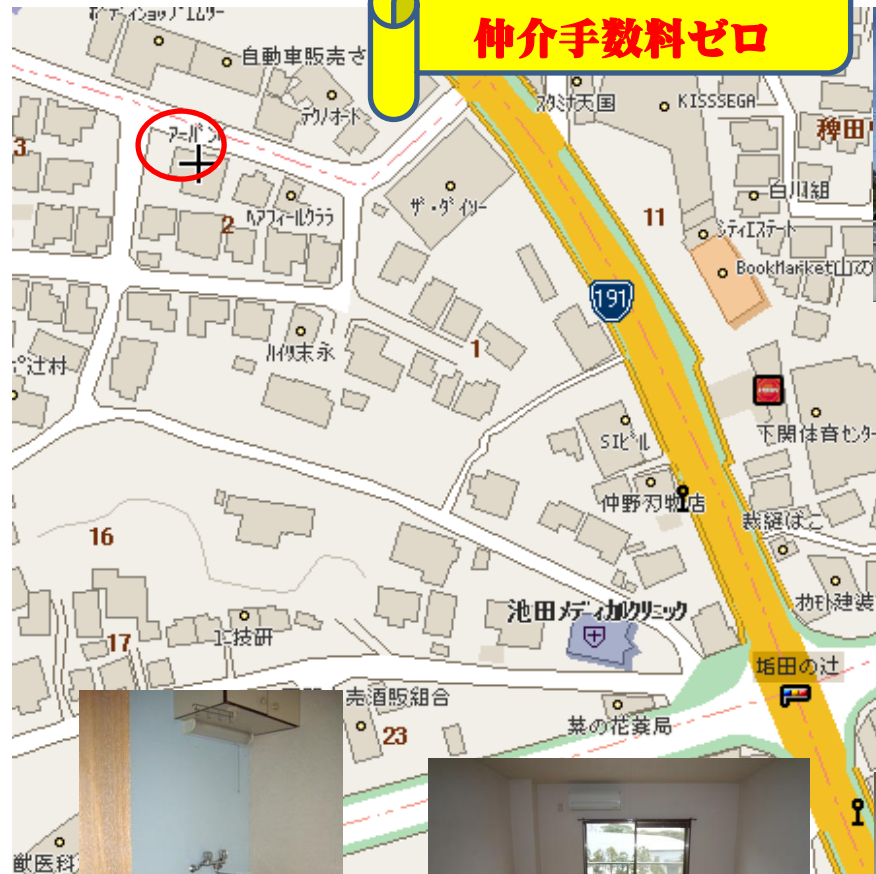 仲介手数料ゼロ
自動車販売さ
テクノオート
スタミナ天国
KISSSEGA
稗田
アーバン
3
2
ヘアフィールクララ
ザ・ダイソー
11
白川組
シティエステート
BookMarket山の
191
ハイツ末永
1
辻村
SIビル
下関体育センター
仲野刃物店
裁縫ばこ
16
池田メディカルクリニック
オカモト建装
17
ユニ技研
垢田の辻
売酒販組合
23
菜の花薬局
獣医科